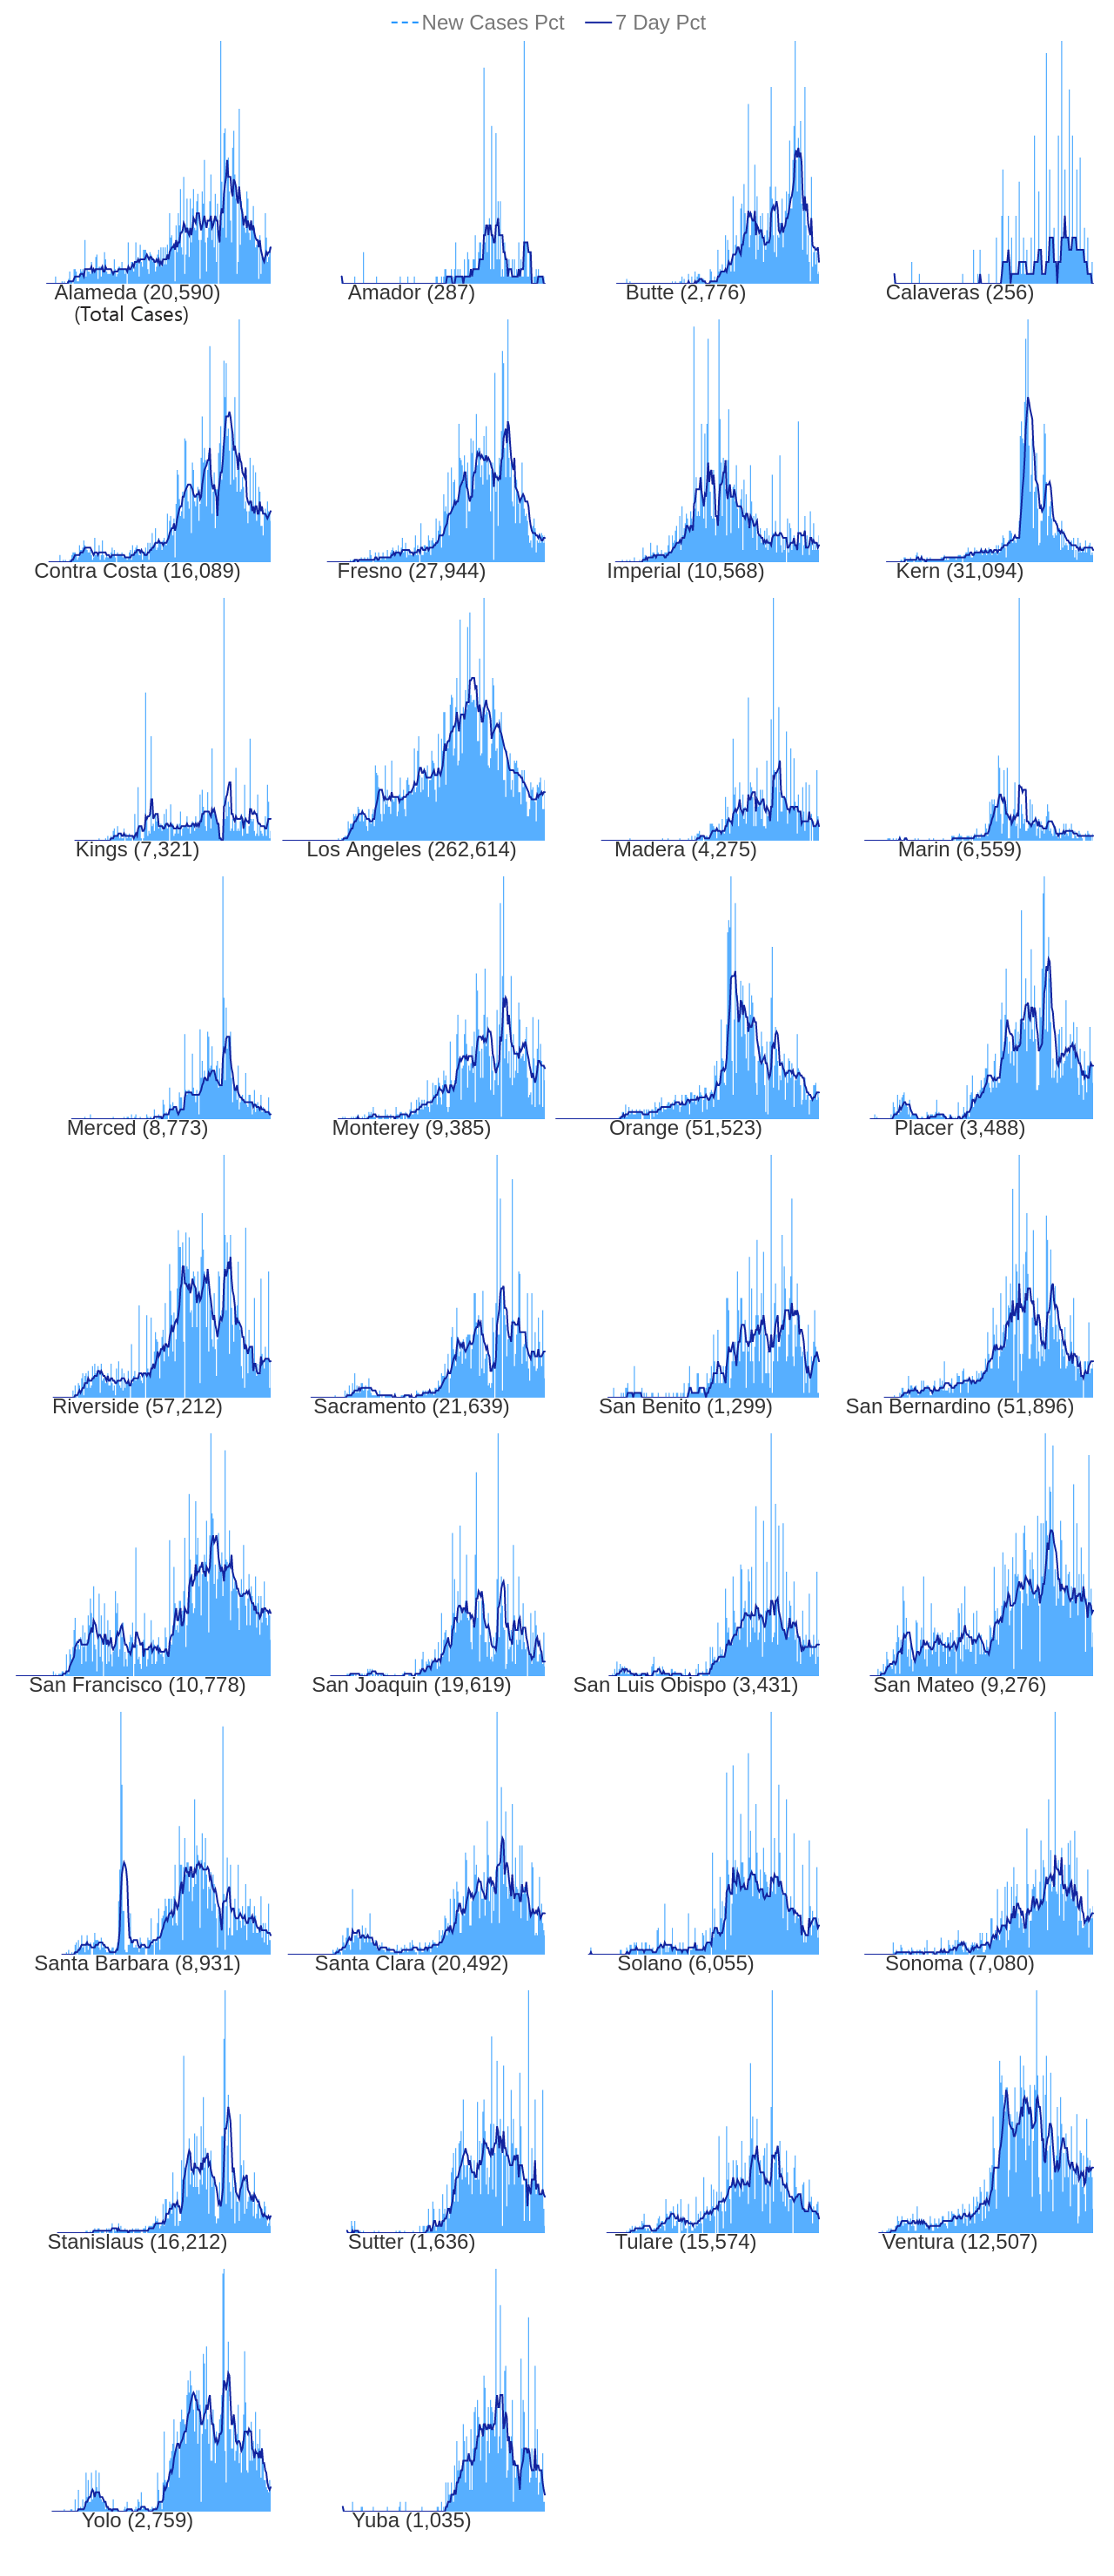 New Cases Pct 7 Day Pct
Alameda (20,590) Amador (287) Butte (2,776) Calaveras (256)
(Total Cases)
Contra Costa (16,089) Fresno (27,944) Imperial (10,568) Kern (31,094)
Kings (7,321) Los Angeles (262,614) Madera (4,275) Marin (6,559)
Merced (8,773) Monterey (9,385) Orange (51,523) Placer (3,488)
Riverside (57,212) Sacramento (21,639) San Benito (1,299) San Bernardino (51,896)
San Francisco (10,778) San Joaquin (19,619) San Luis Obispo (3,431) San Mateo (9,276)
Santa Barbara (8,931) Santa Clara (20,492) Solano (6,055) Sonoma (7,080)
Stanislaus (16,212) Sutter (1,636) Tulare (15,574) Ventura (12,507)
Yolo (2,759) Yuba (1,035)